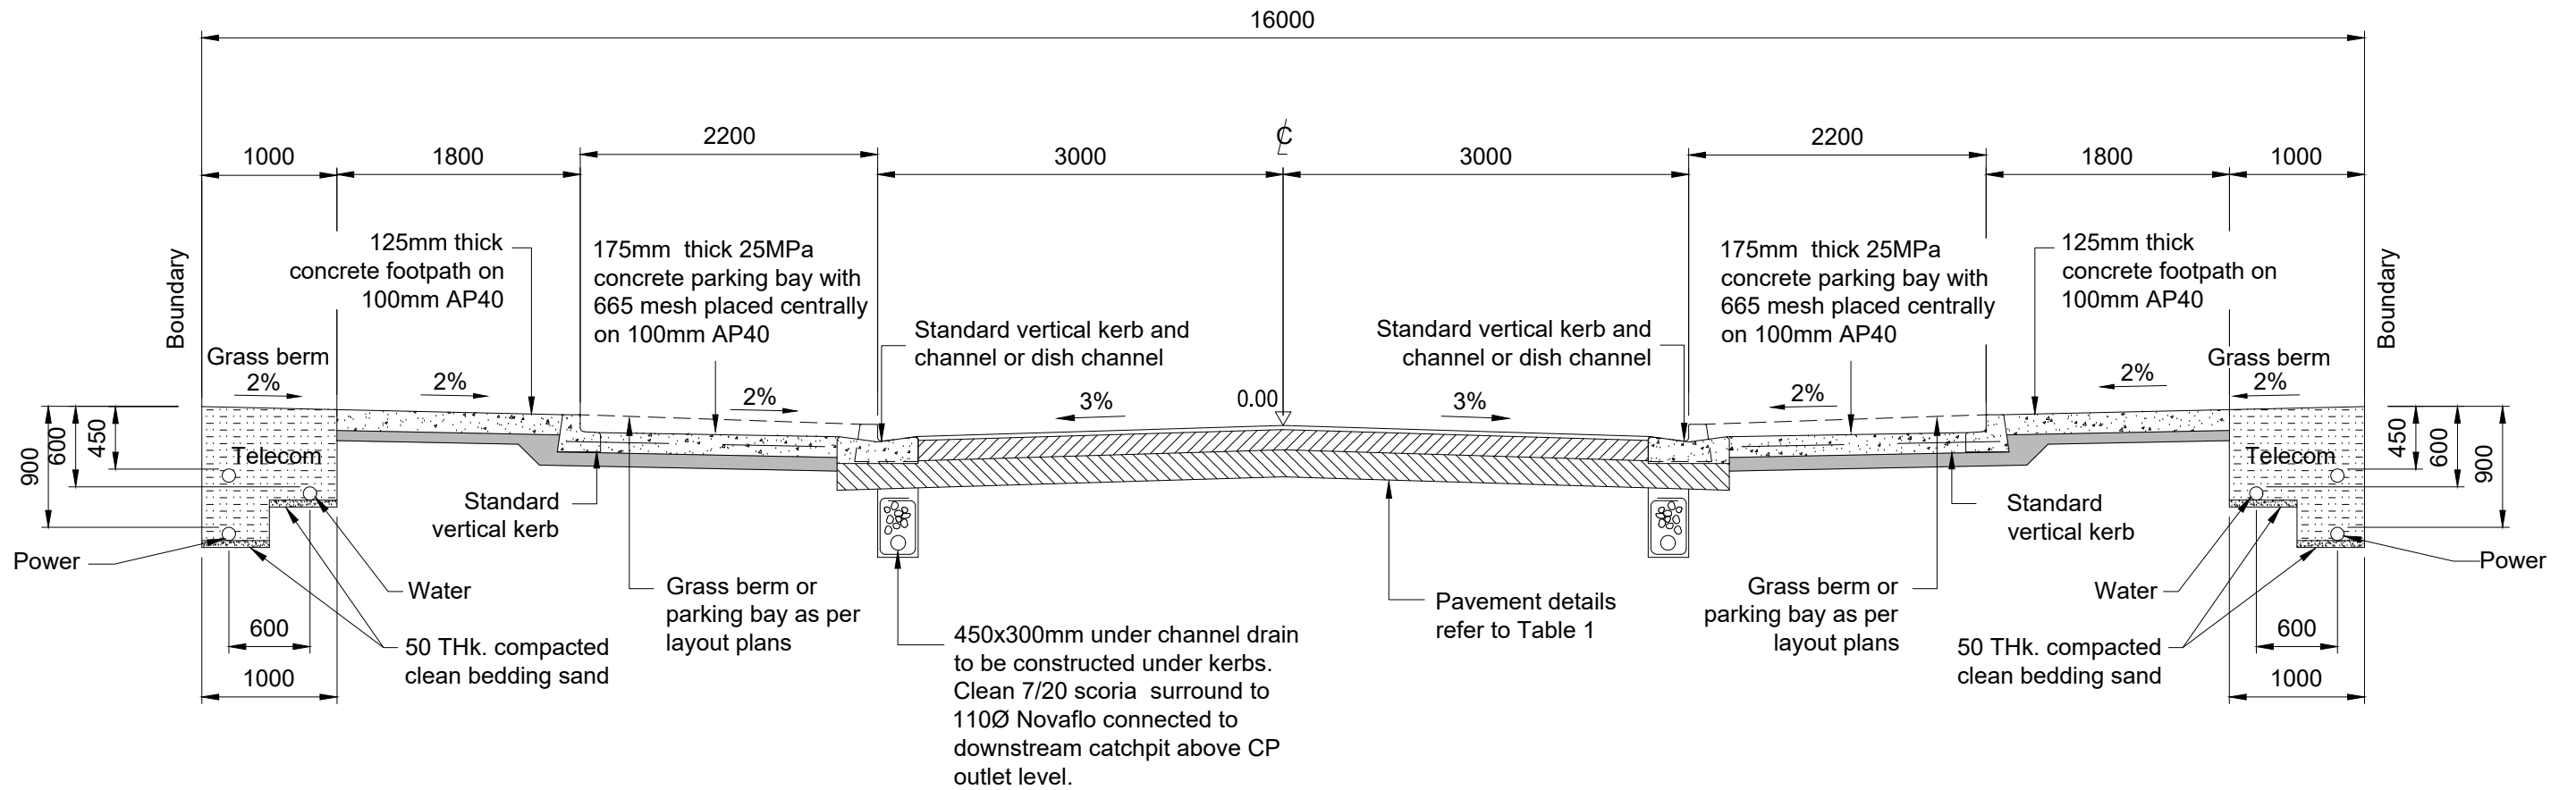 16000
2200
2200
1000
1800
3000
℄
3000
1800
1000
Boundary
125mm thick
concrete footpath on
100mm AP40
175mm  thick 25MPa
concrete parking bay with
665 mesh placed centrally
on 100mm AP40
Standard vertical kerb and
channel or dish channel
Standard vertical kerb and
channel or dish channel
175mm  thick 25MPa
concrete parking bay with
665 mesh placed centrally
on 100mm AP40
125mm thick
concrete footpath on
100mm AP40
Boundary
Grass berm
2%
2%
2%
3%
0.00
3%
2%
2%
Grass berm
2%
900
600
450
Telecom
Telecom
450
600
900
Power
Standard
vertical kerb
Standard
vertical kerb
Power
Water
Grass berm or
parking bay as per
layout plans
Pavement details
refer to Table 1
Grass berm or
parking bay as per
layout plans
Water
600
50 THk. compacted
clean bedding sand
1000
450x300mm under channel drain
to be constructed under kerbs.
Clean 7/20 scoria  surround to
110Ø Novaflo connected to
downstream catchpit above CP
outlet level.
50 THk. compacted
clean bedding sand
600
1000